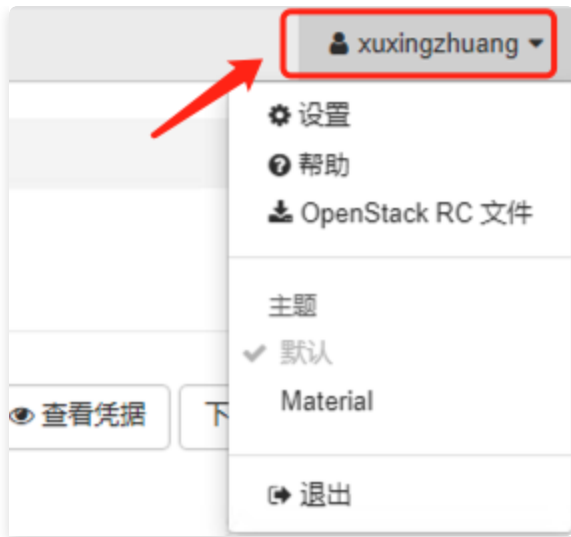 xuxingzhuang
设置
帮助
OpenStack RC 文件
主题
默认
Material
查看凭据
下
退出